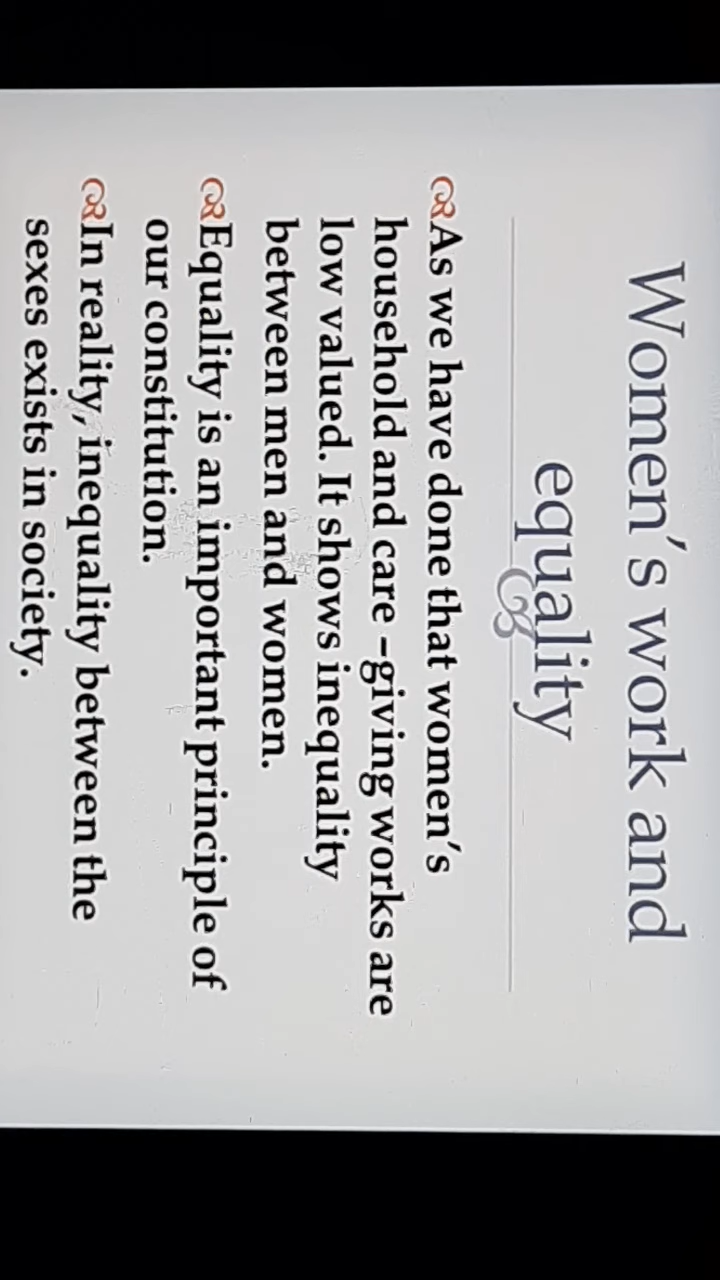 Women's work and
equality
As we have done that women's
household and care -giving works are
low valued. It shows inequality
between men and women.
Equality is an important principle of
our constitution.
In reality, inequality between the
sexes exists in society.